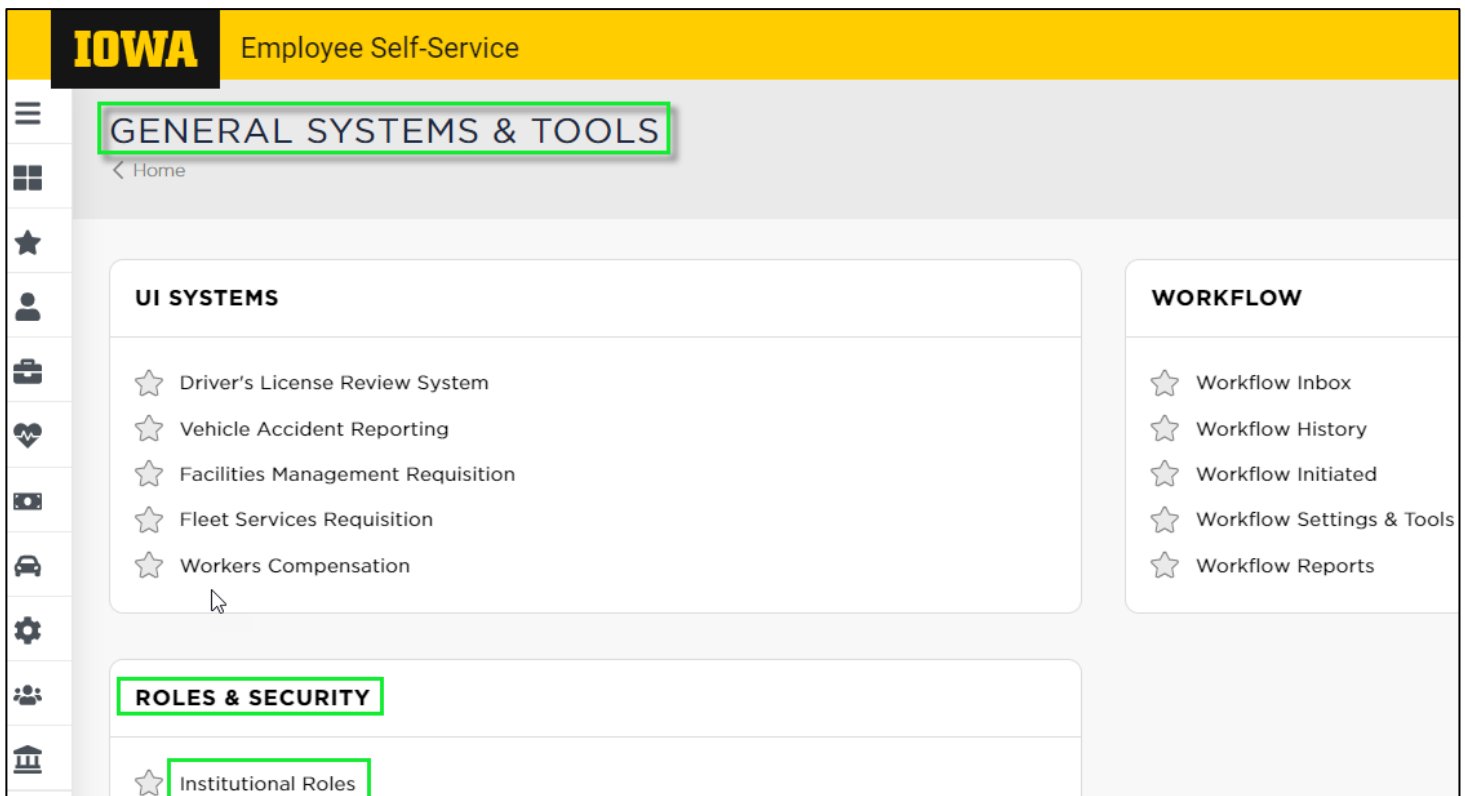 IOWA Employee Self-Service
GENERAL SYSTEMS & TOOLS
Home
UI SYSTEMS
Driver's License Review System
Vehicle Accident Reporting
Facilities Management Requisition
Fleet Services Requisition
Workers Compensation
WORKFLOW
Workflow Inbox
Workflow History
Workflow Initiated
Workflow Settings & Tools
Workflow Reports
ROLES & SECURITY
Institutional Roles